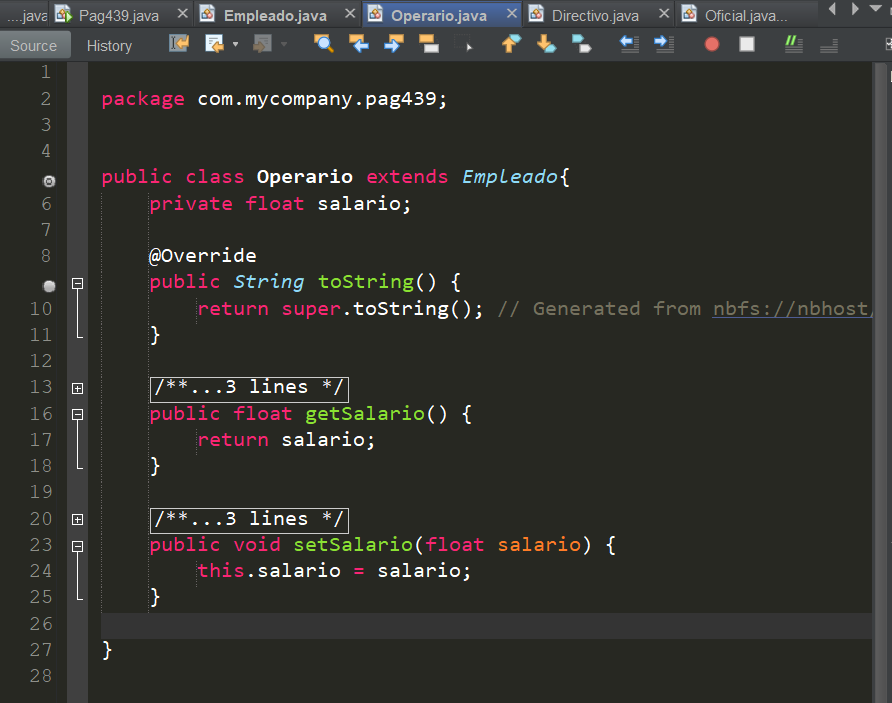 ....java Pag439.java Empleado.java Operario.java Directivo.java Oficial.java...
Source History
1
2 package com.mycompany.pag439;
3
4
public class Operario extends Empleado{
6 private float salario;
7
8 @Override
public String toString() {
10 return super.toString(); // Generated from nbfs://nbhost/
11 }
12
13 /**...3 lines */
16 public float getSalario() {
17 return salario;
18 }
19
20 /**...3 lines */
23 public void setSalario(float salario) {
24 this.salario = salario;
25 }
26
27 }
28